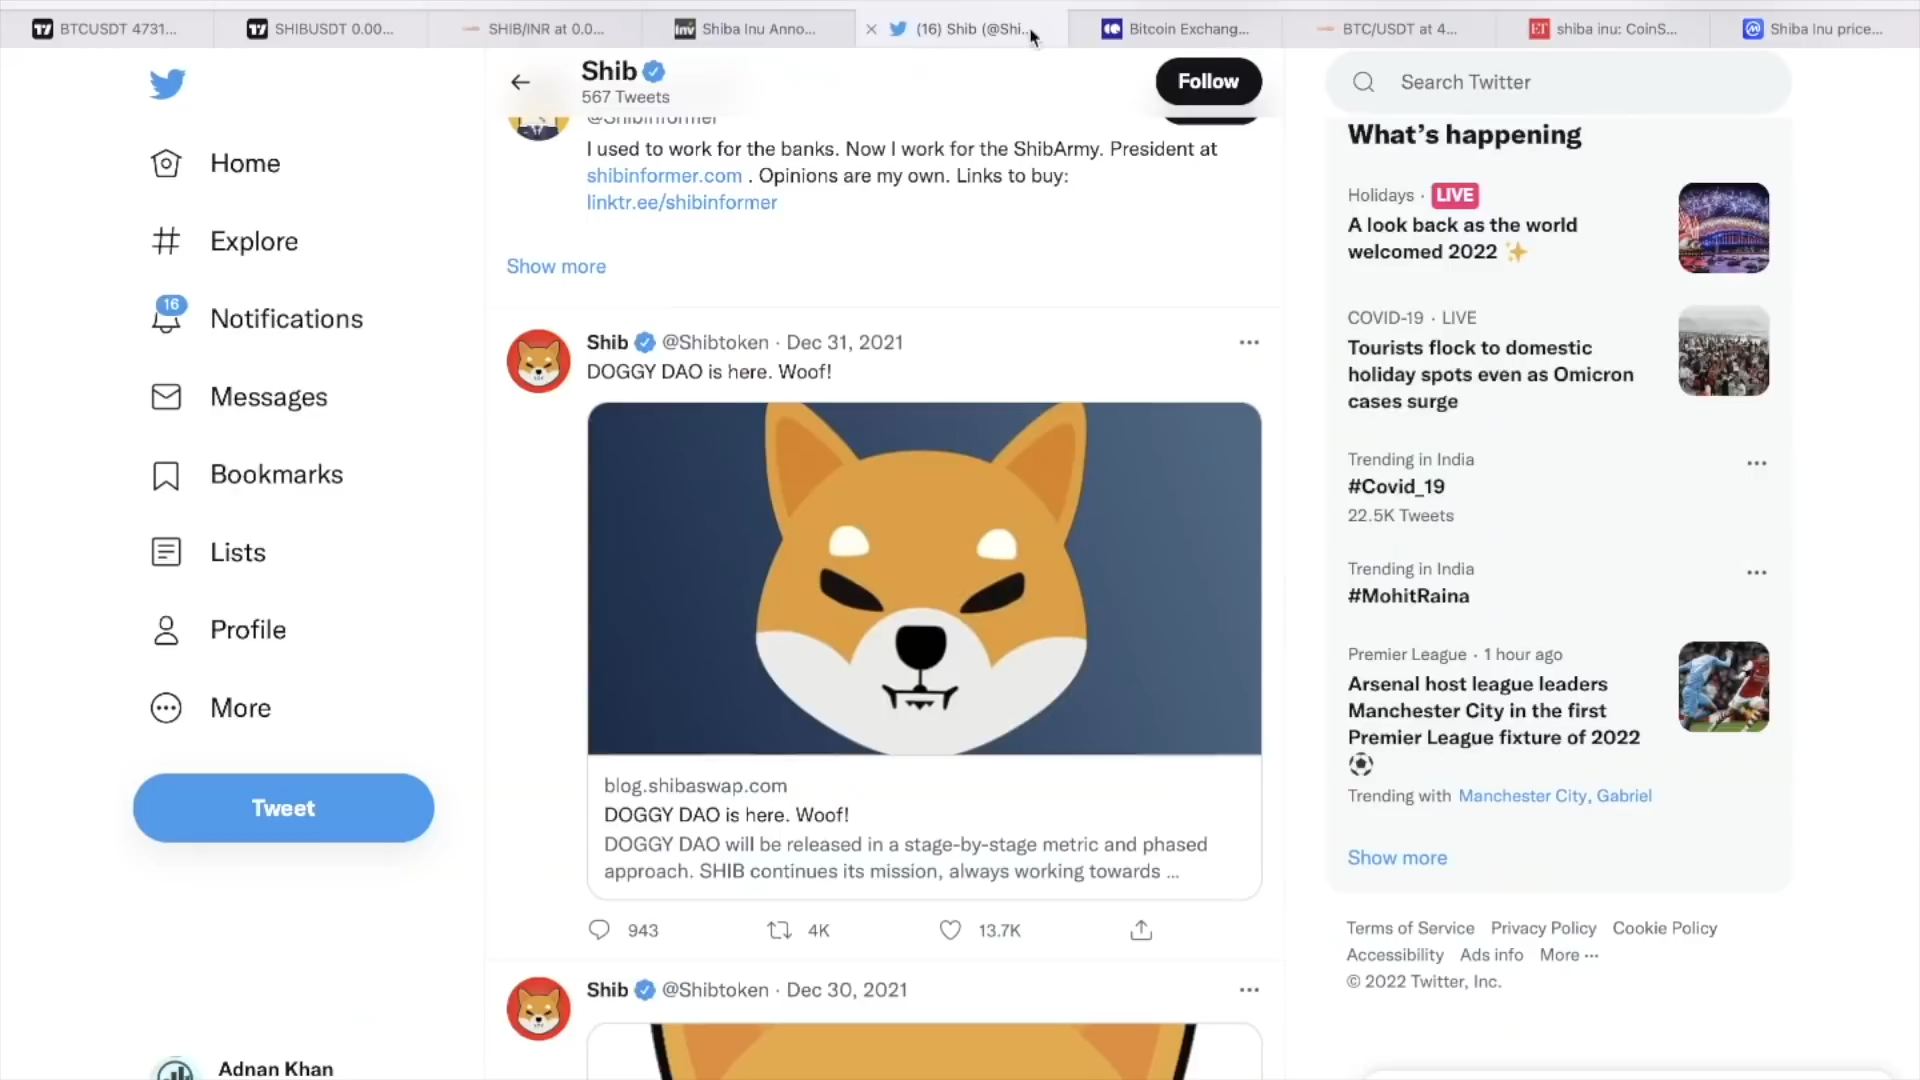 BTCUSDT 4731...
SHIBUSDT 0.00...
SHIB/INR at 0.0...
Inv
Shiba Inu Anno...
(16) Shib (@Shi...
Bitcoin Exchang...
BTC/USDT at 4...
ET
shiba inu: CoinS...
Shiba Inu price...
Home
Explore
16
Notifications
Messages
Bookmarks
Lists
Profile
More
Tweet
Adnan Khan
Shib
567 Tweets
Follow
@Shibinformer
I used to work for the banks. Now I work for the ShibArmy. President at
shibinformer.com . Opinions are my own. Links to buy:
linktr.ee/shibinformer
Show more
Shib @Shibtoken · Dec 31, 2021
DOGGY DAO is here. Woof!
blog.shibaswap.com
DOGGY DAO is here. Woof!
DOGGY DAO will be released in a stage-by-stage metric and phased
approach. SHIB continues its mission, always working towards ...
943
4K
13.7K
Shib @Shibtoken · Dec 30, 2021
Search Twitter
What's happening
Holidays · LIVE
A look back as the world
welcomed 2022 ✨
COVID-19 · LIVE
Tourists flock to domestic
holiday spots even as Omicron
cases surge
Trending in India
#Covid_19
22.5K Tweets
Trending in India
#MohitRaina
Premier League · 1 hour ago
Arsenal host league leaders
Manchester City in the first
Premier League fixture of 2022
⚽
Trending with Manchester City, Gabriel
Show more
Terms of Service Privacy Policy Cookie Policy
Accessibility Ads info More ···
© 2022 Twitter, Inc.